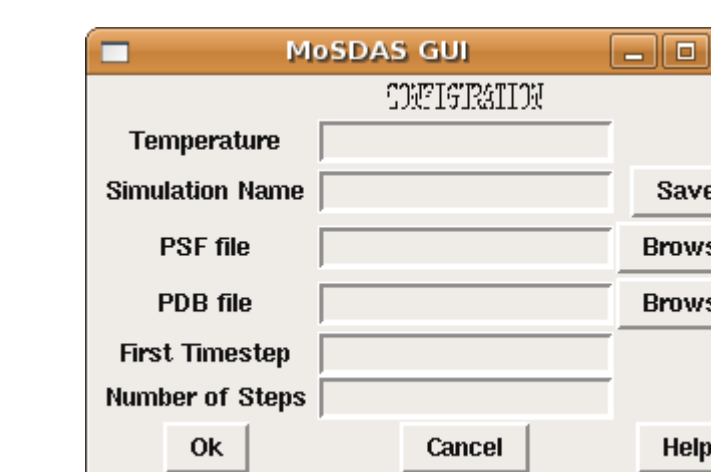 MoSDAS GUI
CONFIGRATION
Temperature
Simulation Name Save
PSF file Brows
PDB file Brows
First Timestep
Number of Steps
Ok Cancel Help